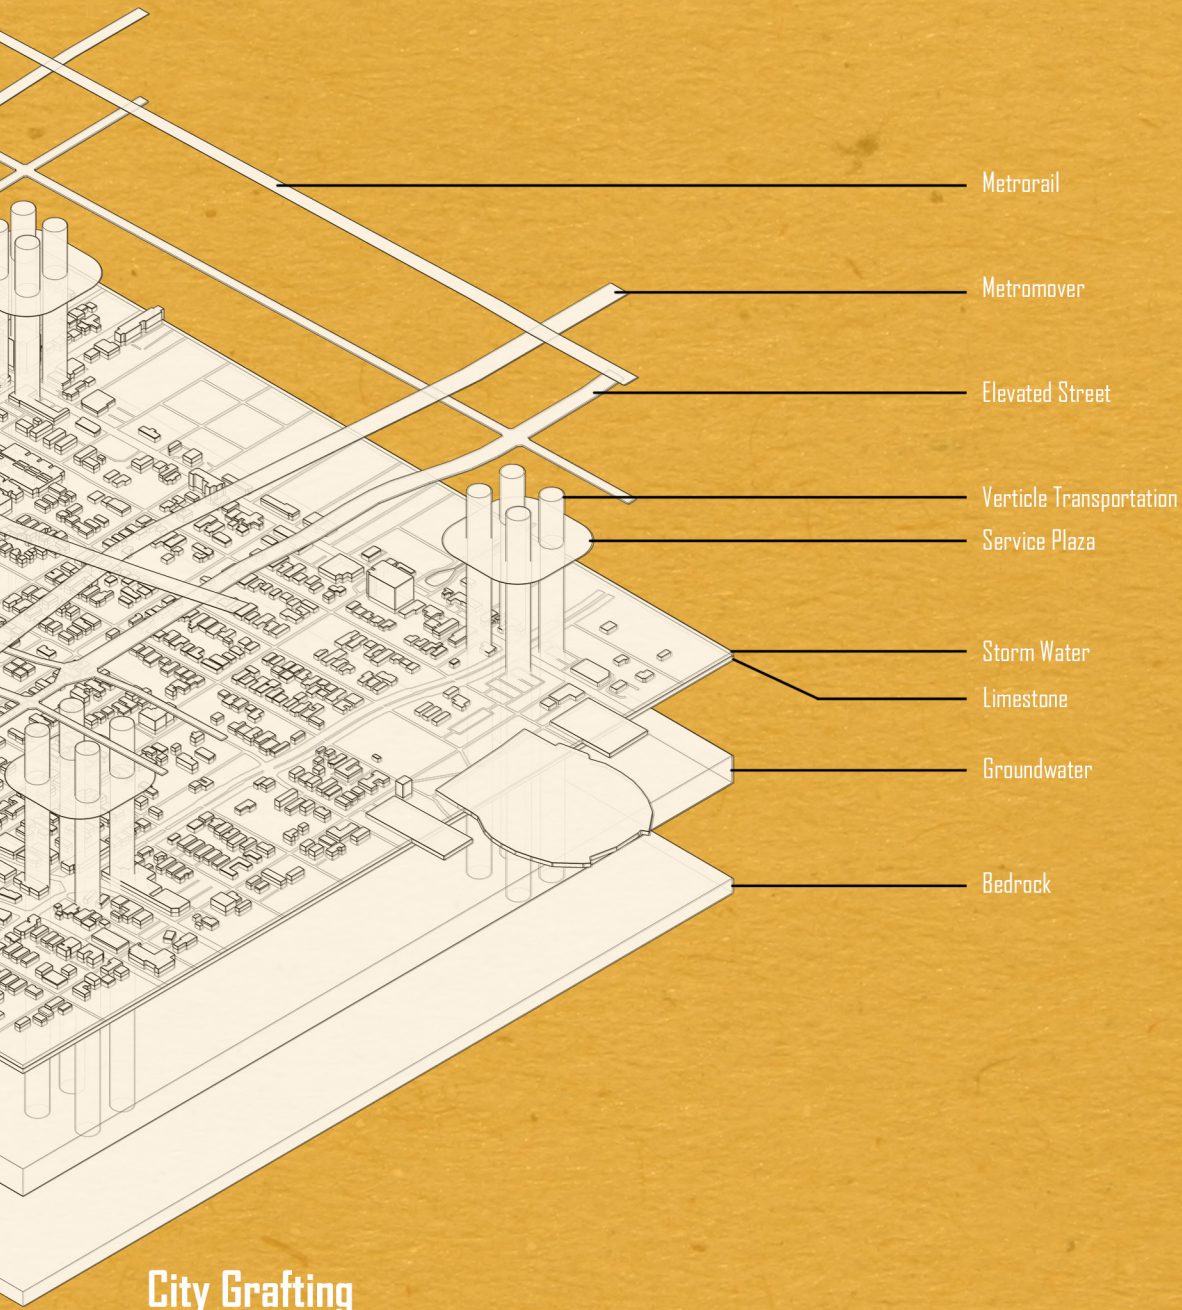 Metrorail
Metromover
Elevated Street
Verticle Transportation
Service Plaza
Storm Water
Limestone
Groundwater
Bedrock
City Grafting